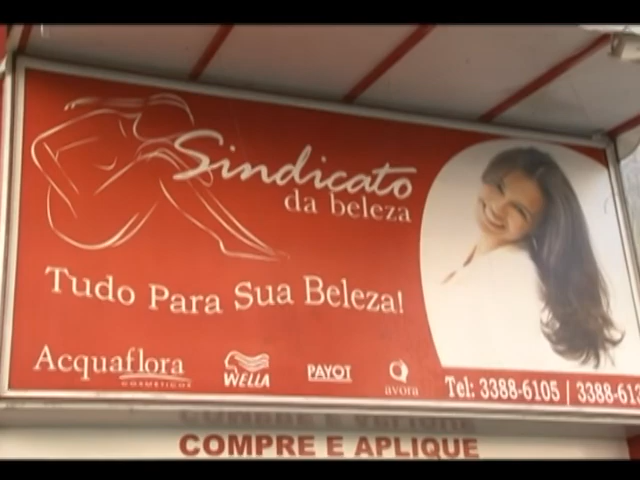 Sindicato
da beleza
Tudo Para Sua Beleza!
Acquaflora
COSMÉTICOS
WELLA
PAYOT
avora
Tel: 3388-6105 / 3388-613
COMPRE E APLIQUE